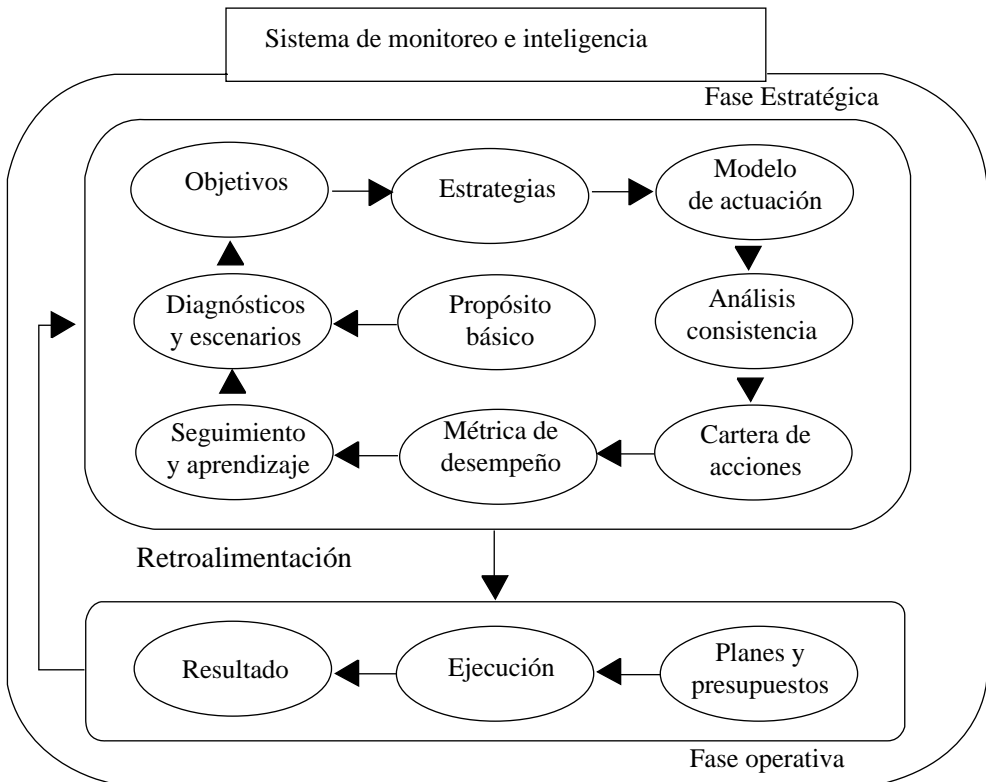 Sistema de monitoreo e inteligencia
Fase Estratégica
Objetivos
Estrategias
Modelo
de actuación
Diagnósticos
y escenarios
Propósito
básico
Análisis
consistencia
Seguimiento
y aprendizaje
Métrica de
desempeño
Cartera de
acciones
Retroalimentación
Resultado
Ejecución
Planes y
presupuestos
Fase operativa